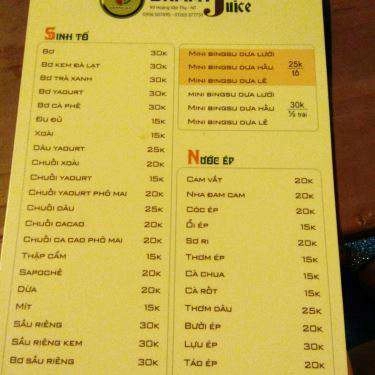 Juice
SINH TỐ
BƠ 30K
BƠ KEM ĐÁ LẠT 30K
BƠ TRÀ XANH 30K
BƠ YAOURT 30K
BƠ CÀ PHÊ 30K
ĐU ĐỦ 15K
XOÀI 15K
DÂU YAOURT 25K
CHUỐI XOÀI 20K
CHUỐI YAOURT 15K
CHUỐI YAOURT PHÔ MAI 20K
CHUỐI DÂU 25K
CHUỐI CACAO 20K
CHUỐI CA CAO PHÔ MAI 20K
THẬP CẨM 20K
SAPOCHÊ 20K
DỪA 20K
MÍT 15K
SẦU RIÊNG 30K
SẦU RIÊNG KEM 30K
BƠ SẦU RIÊNG 30K
MINI BINGSU DƯA LƯỚI
MINI BINGSU DƯA HẤU 25K
MINI BINGSU DƯA LÊ tô
MINI BINGSU DƯA LƯỚI
MINI BINGSU DƯA HẤU 30K
MINI BINGSU DƯA LÊ ½ trái
NƯỚC ÉP
CAM VẮT 20K
NHA ĐAM CAM 20K
CÓC ÉP 20K
ỔI ÉP 15K
SƠ RI 20K
THƠM ÉP 15K
CÀ CHUA 15K
CÀ RỐT 15K
THƠM DÂU 25K
BƯỞI ÉP 20K
LỰU ÉP 30K
TÁO ÉP 20K